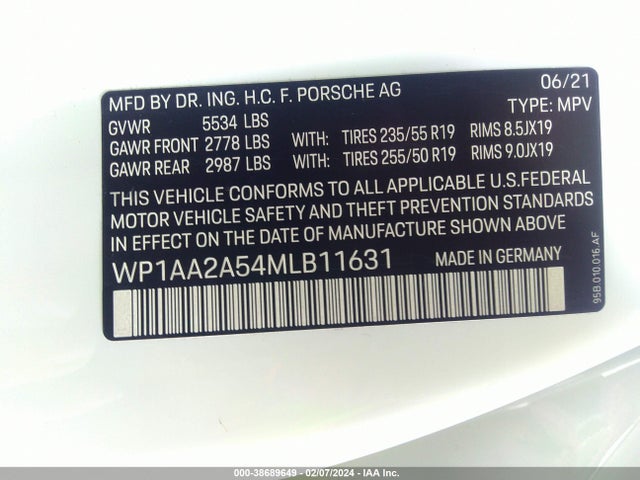 MFD BY DR. ING. H.C. F. PORSCHE AG 06/21
GVWR 5534 LBS TYPE: MPV
GAWR FRONT 2778 LBS WITH: TIRES 235/55 R19 RIMS 8.5JX19
GAWR REAR 2987 LBS WITH: TIRES 255/50 R19 RIMS 9.0JX19
THIS VEHICLE CONFORMS TO ALL APPLICABLE U.S.FEDERAL
MOTOR VEHICLE SAFETY AND THEFT PREVENTION STANDARDS
IN EFFECT ON THE DATE OF MANUFACTURE SHOWN ABOVE
WP1AA2A54MLB11631 MADE IN GERMANY
95B.010.016.AF
000-38689649 - 02/07/2024 - IAA Inc.